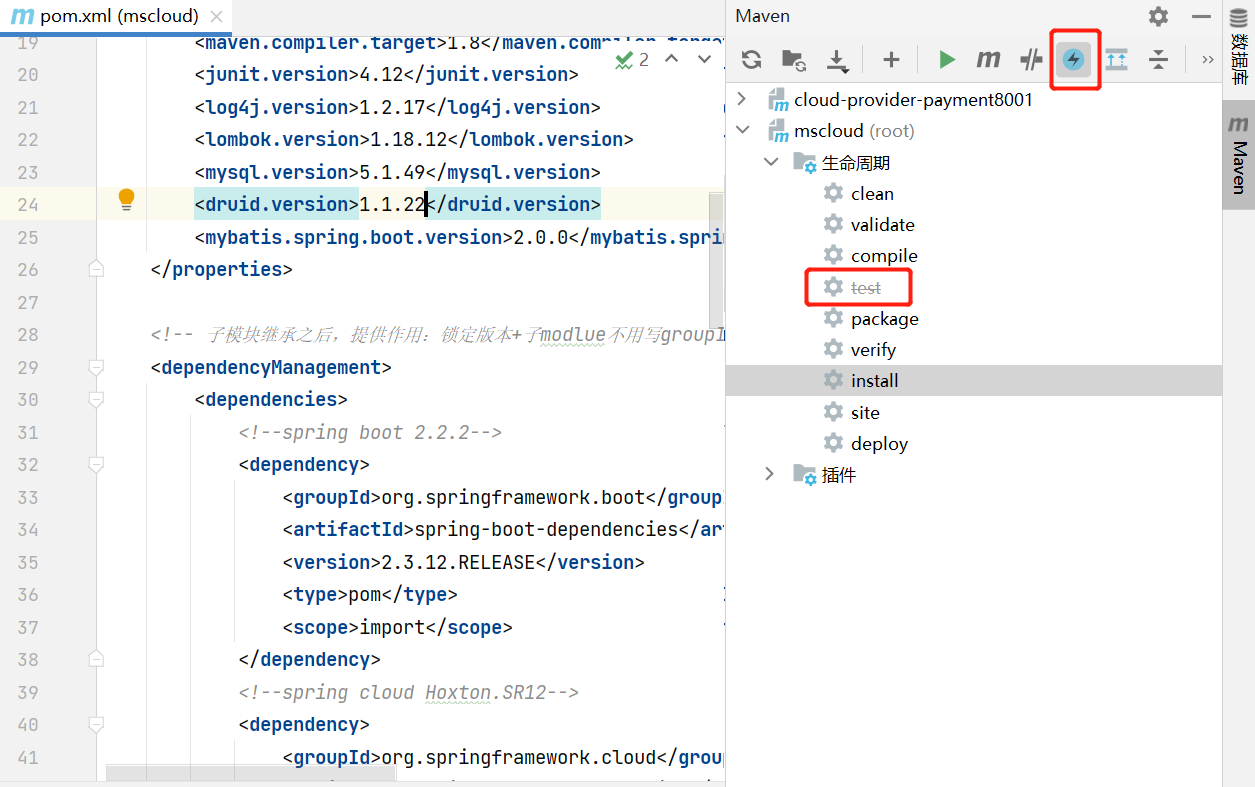 pom.xml (mscloud)
19 <maven.compiler.target>1.8</maven.compiler.target
20 <junit.version>4.12</junit.version>
21 <log4j.version>1.2.17</log4j.version>
22 <lombok.version>1.18.12</lombok.version>
23 <mysql.version>5.1.49</mysql.version>
24 <druid.version>1.1.22</druid.version>
25 <mybatis.spring.boot.version>2.0.0</mybatis.spri
26 </properties>
27
28 <!-- 子模块继承之后，提供作用：锁定版本+子modlue不用写groupI
29 <dependencyManagement>
30 <dependencies>
31 <!--spring boot 2.2.2-->
32 <dependency>
33 <groupId>org.springframework.boot</groupI
34 <artifactId>spring-boot-dependencies</art
35 <version>2.3.12.RELEASE</version>
36 <type>pom</type>
37 <scope>import</scope>
38 </dependency>
39 <!--spring cloud Hoxton.SR12-->
40 <dependency>
41 <groupId>org.springframework.cloud</grou
2
Maven
cloud-provider-payment8001
mscloud (root)
生命周期
clean
validate
compile
test
package
verify
install
site
deploy
插件
数据库
Maven